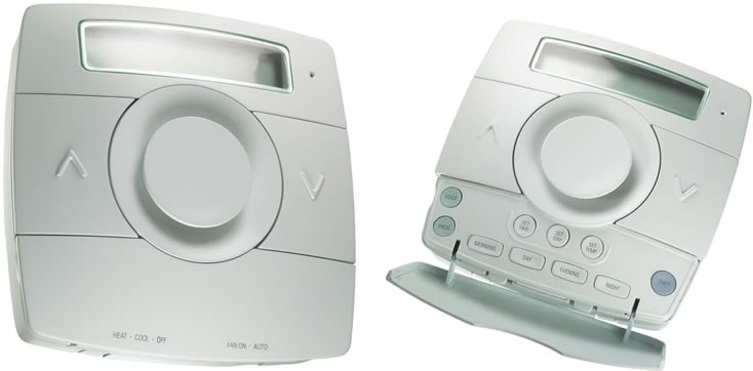 HEAT - COOL - OFF
FAN ON - AUTO
SET TIME
SET DAY
SET TEMP
MORNING
DAY
EVENING
NIGHT